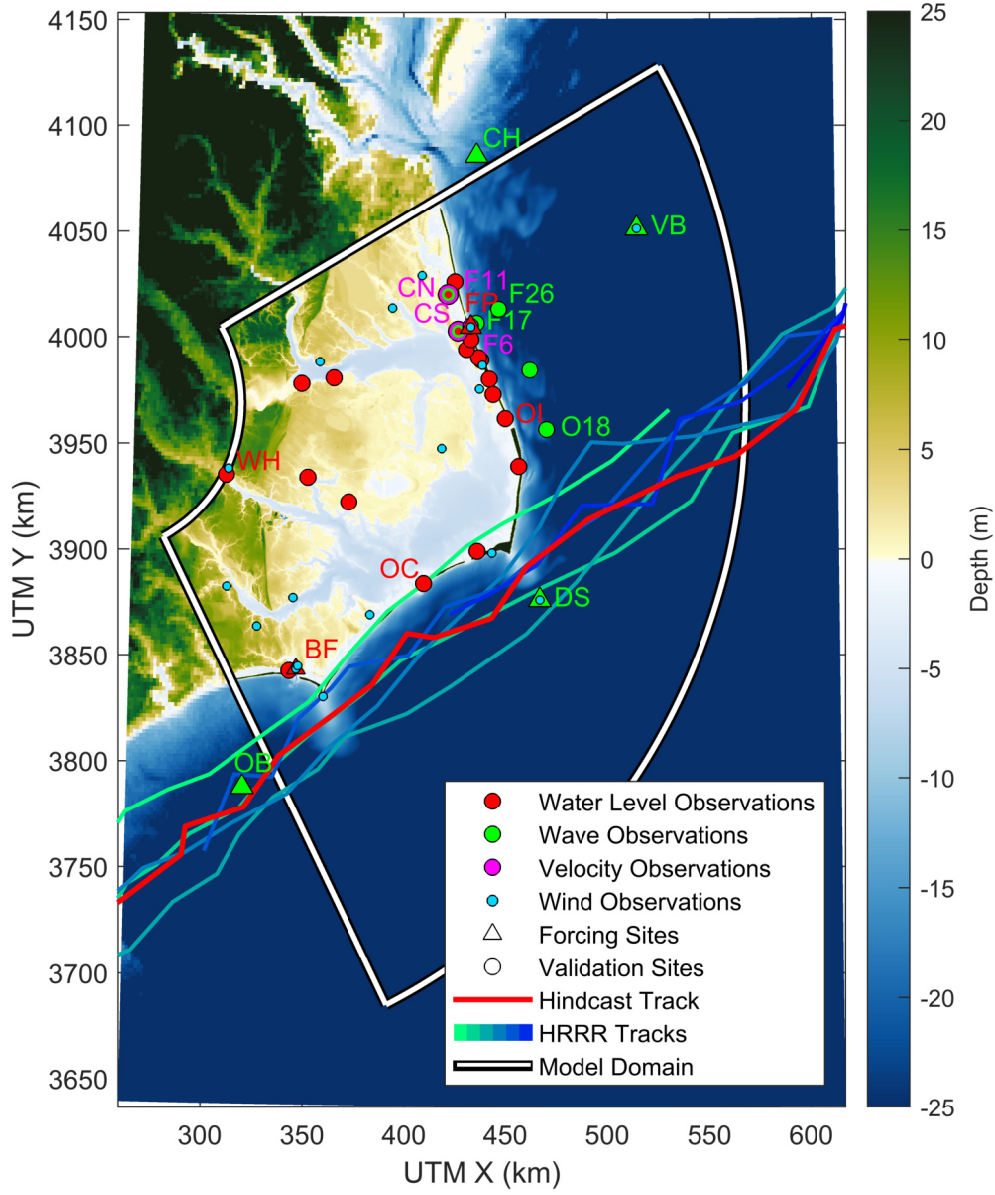 4150
4100
4050
4000
3950
3900
3850
3800
3750
3700
3650
UTM Y (km)
300
350
400
450
500
550
600
UTM X (km)
CH
VB
F11
CN
F26
FP
CS
F17
F6
OI
O18
WH
OC
DS
BF
OB
Water Level Observations
Wave Observations
Velocity Observations
Wind Observations
Forcing Sites
Validation Sites
Hindcast Track
HRRR Tracks
Model Domain
25
20
15
10
5
0
-5
-10
-15
-20
-25
Depth (m)